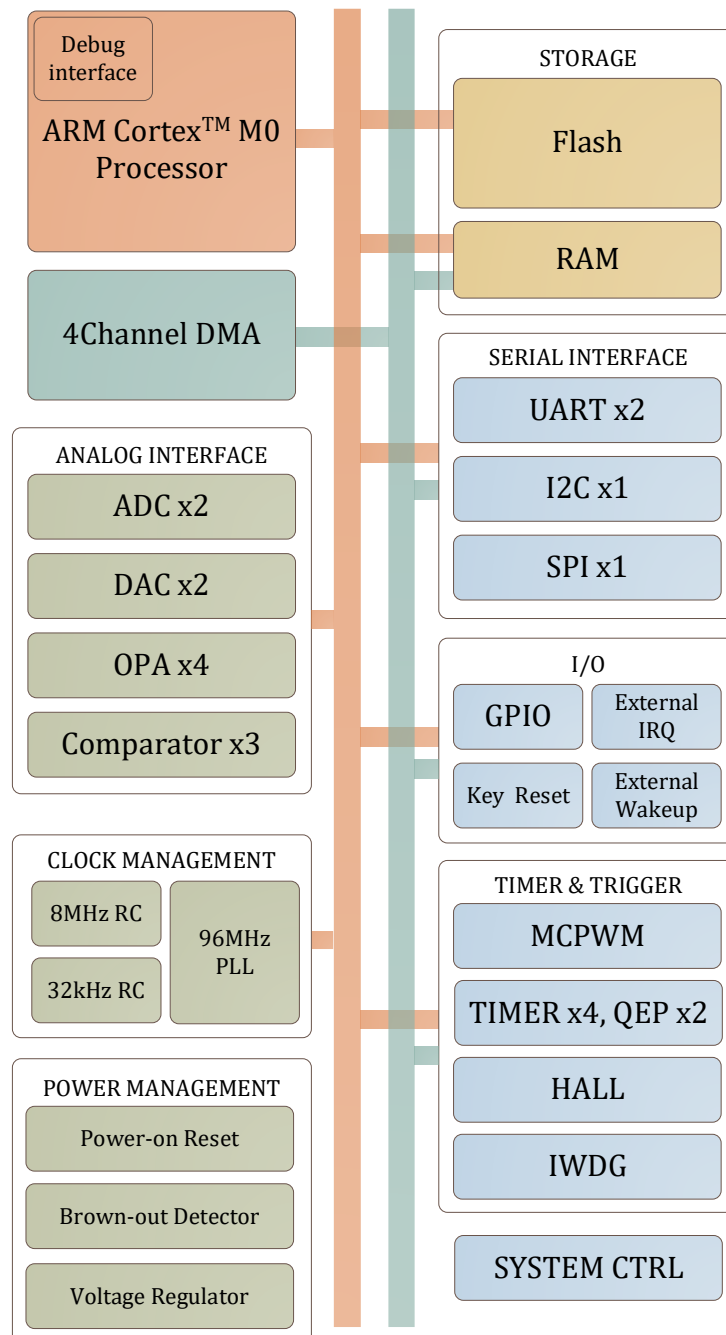 Debug
interface
ARM Cortex™ M0
Processor
4Channel DMA
ANALOG INTERFACE
ADC x2
DAC x2
OPA x4
Comparator x3
CLOCK MANAGEMENT
8MHz RC
32kHz RC
96MHz
PLL
POWER MANAGEMENT
Power-on Reset
Brown-out Detector
Voltage Regulator
STORAGE
Flash
RAM
SERIAL INTERFACE
UART x2
I2C x1
SPI x1
I/O
GPIO
External
IRQ
Key Reset
External
Wakeup
TIMER & TRIGGER
MCPWM
TIMER x4, QEP x2
HALL
IWDG
SYSTEM CTRL